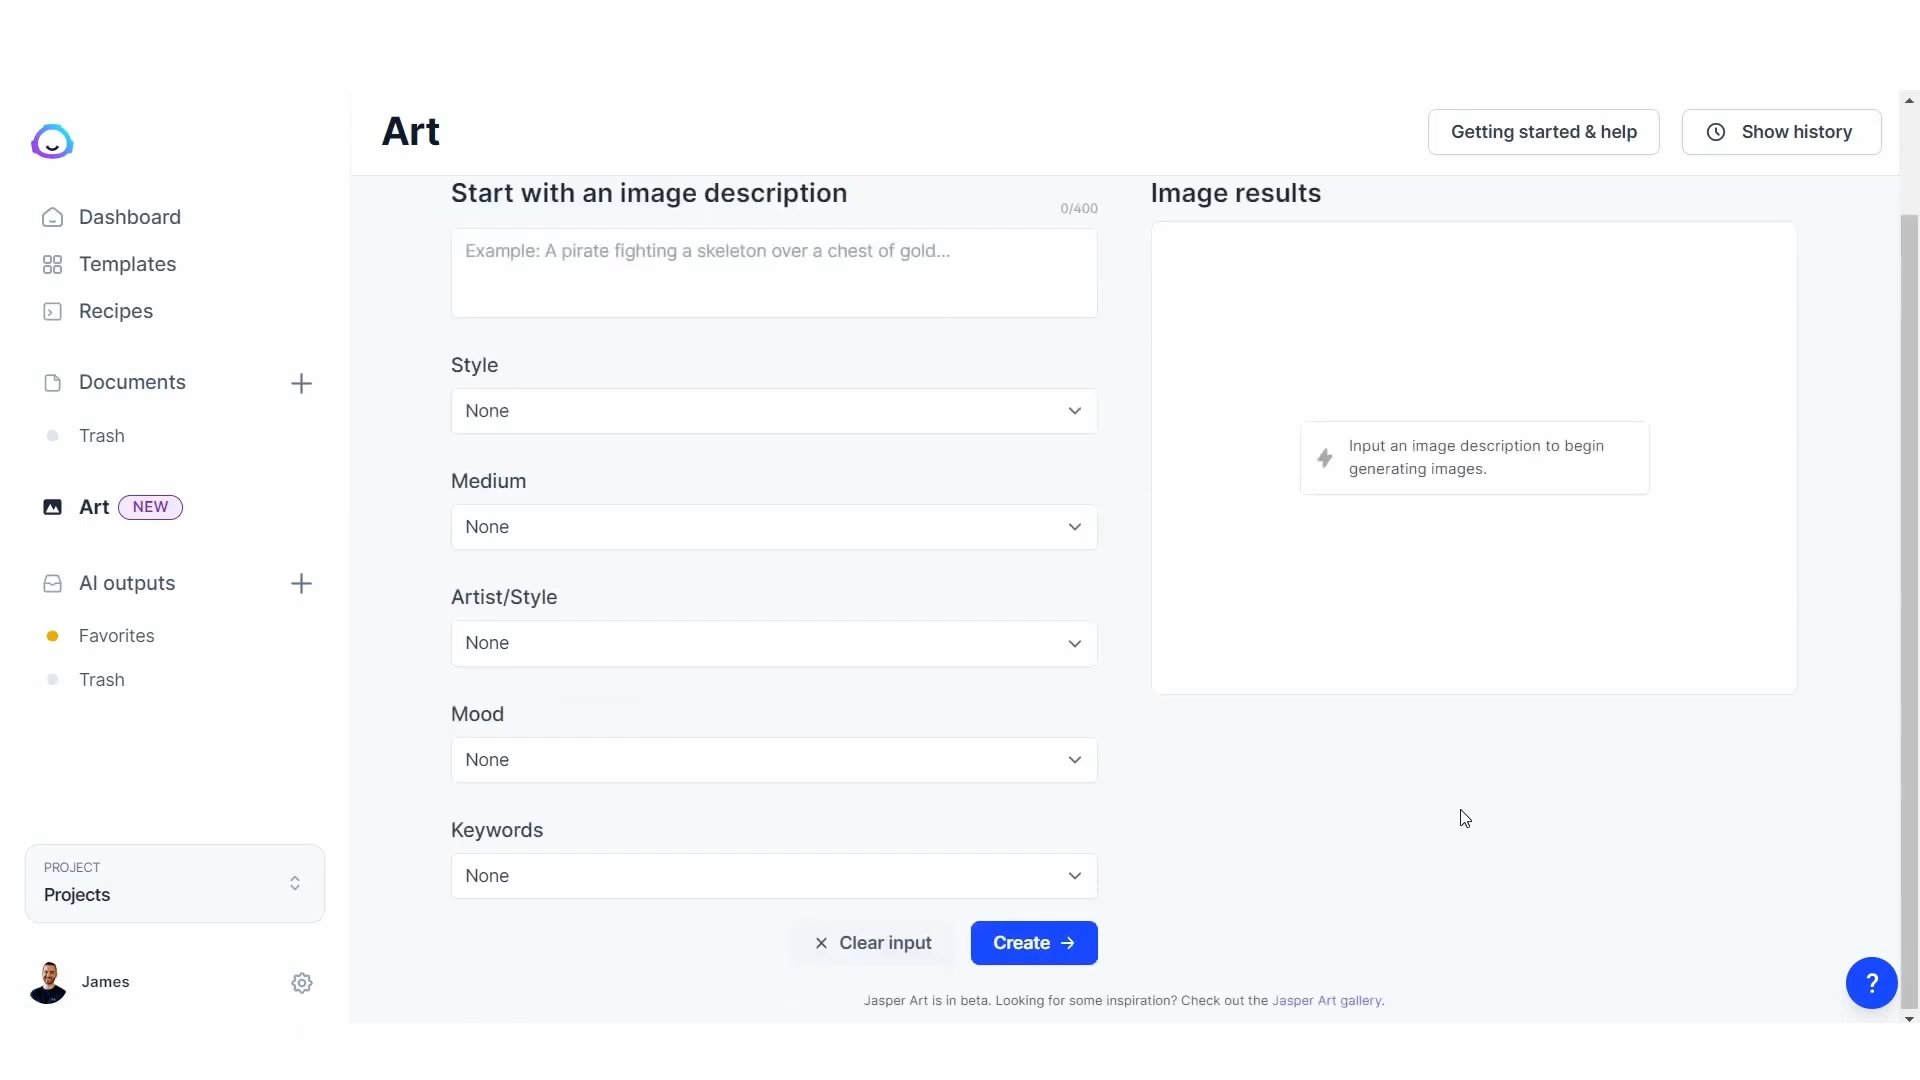 Art
Getting started & help
Show history
Dashboard
Templates
Recipes
Documents
Trash
Art NEW
AI outputs
Favorites
Trash
PROJECT
Projects
James
Start with an image description
0/400
Example: A pirate fighting a skeleton over a chest of gold...
Style
None
Medium
None
Artist/Style
None
Mood
None
Keywords
None
Clear input
Create
Image results
Input an image description to begin
generating images.
Jasper Art is in beta. Looking for some inspiration? Check out the Jasper Art gallery.
?